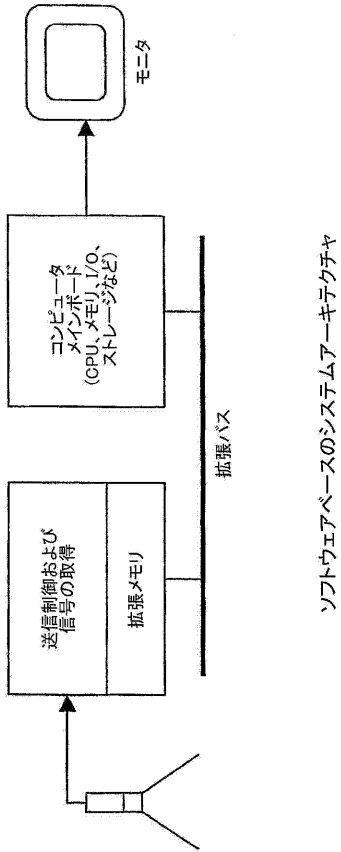 送信制御および
信号の取得
拡張メモリ
コンピュータ
メインボード
(CPU、メモリ、I/O、
ストレージなど)
モニタ
拡張バス
ソフトウェアベースのシステムアーキテクチャ